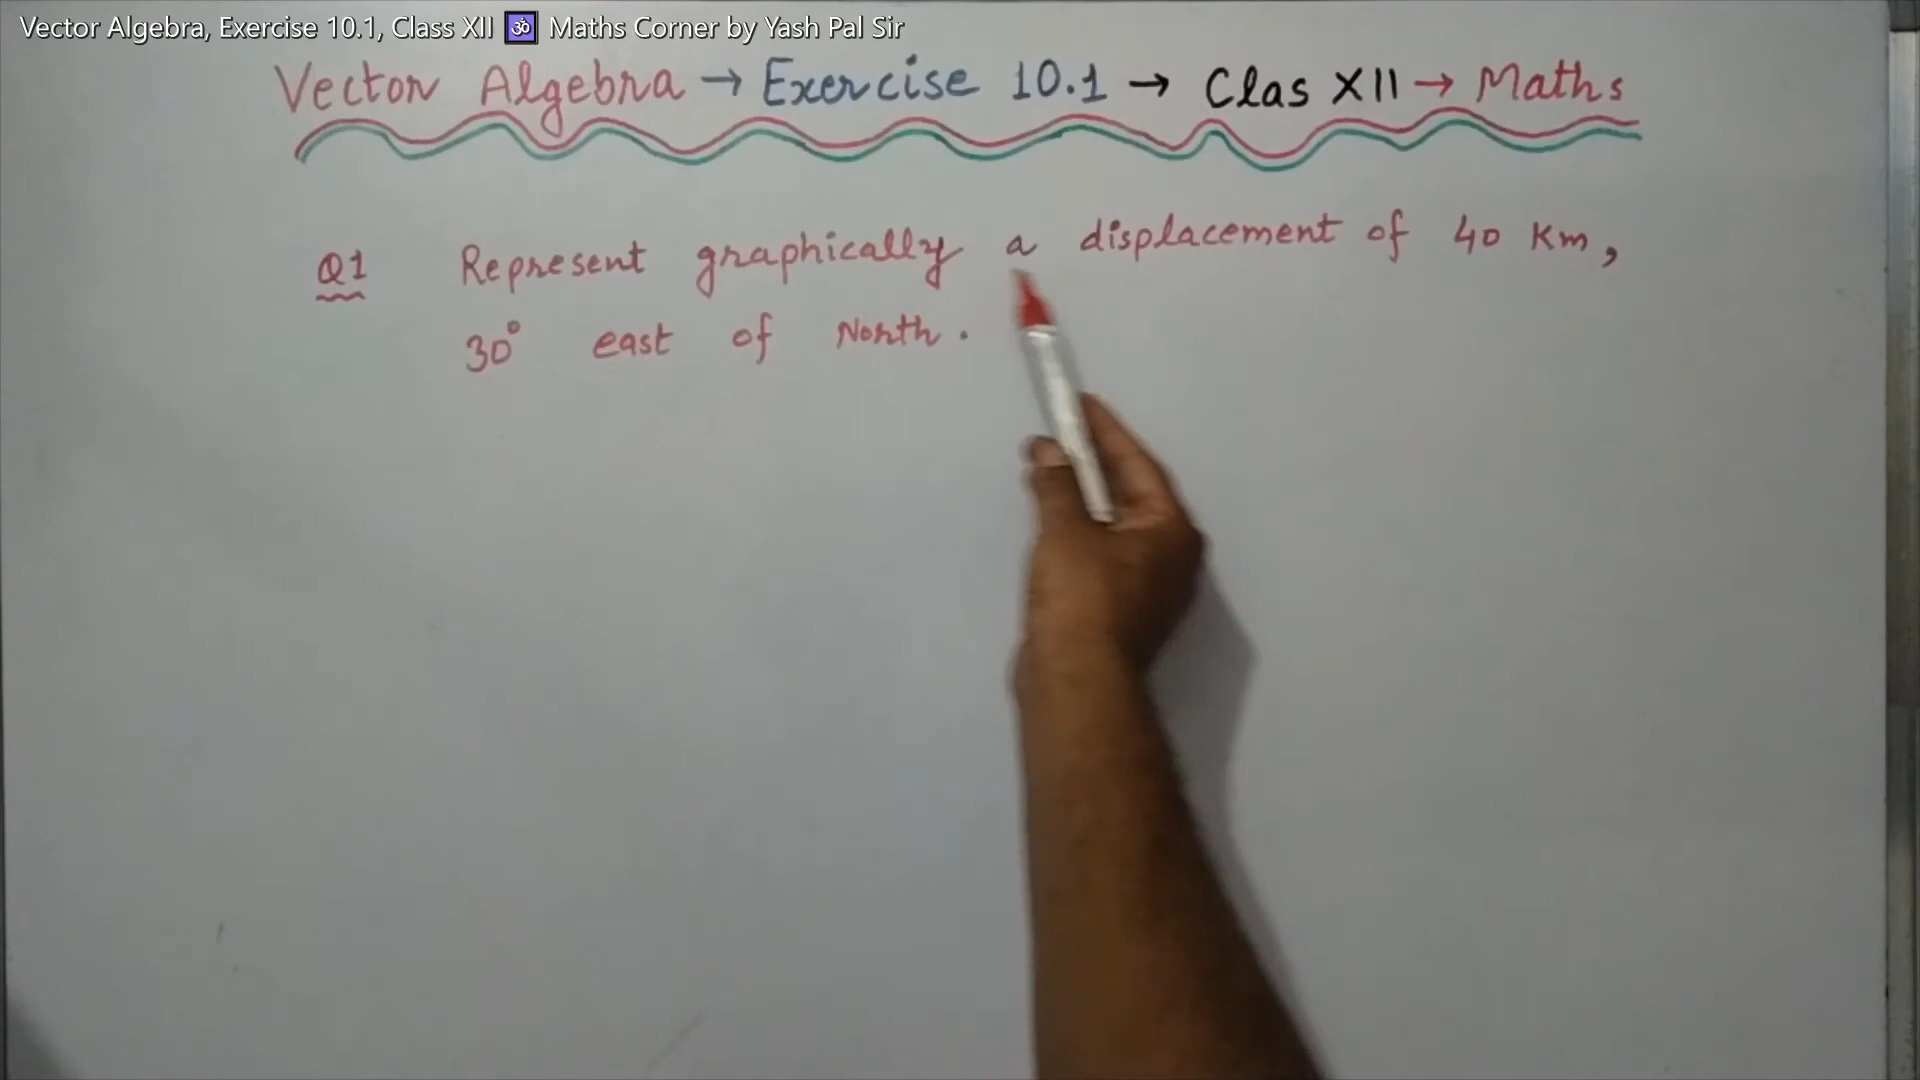 Vector Algebra, Exercise 10.1, Class XII 🕉 Maths Corner by Yash Pal Sir
Vector Algebra → Exercise 10.1 → Clas XII → Maths
Q1 Represent graphically a displacement of 40 Km,
30° east of North.